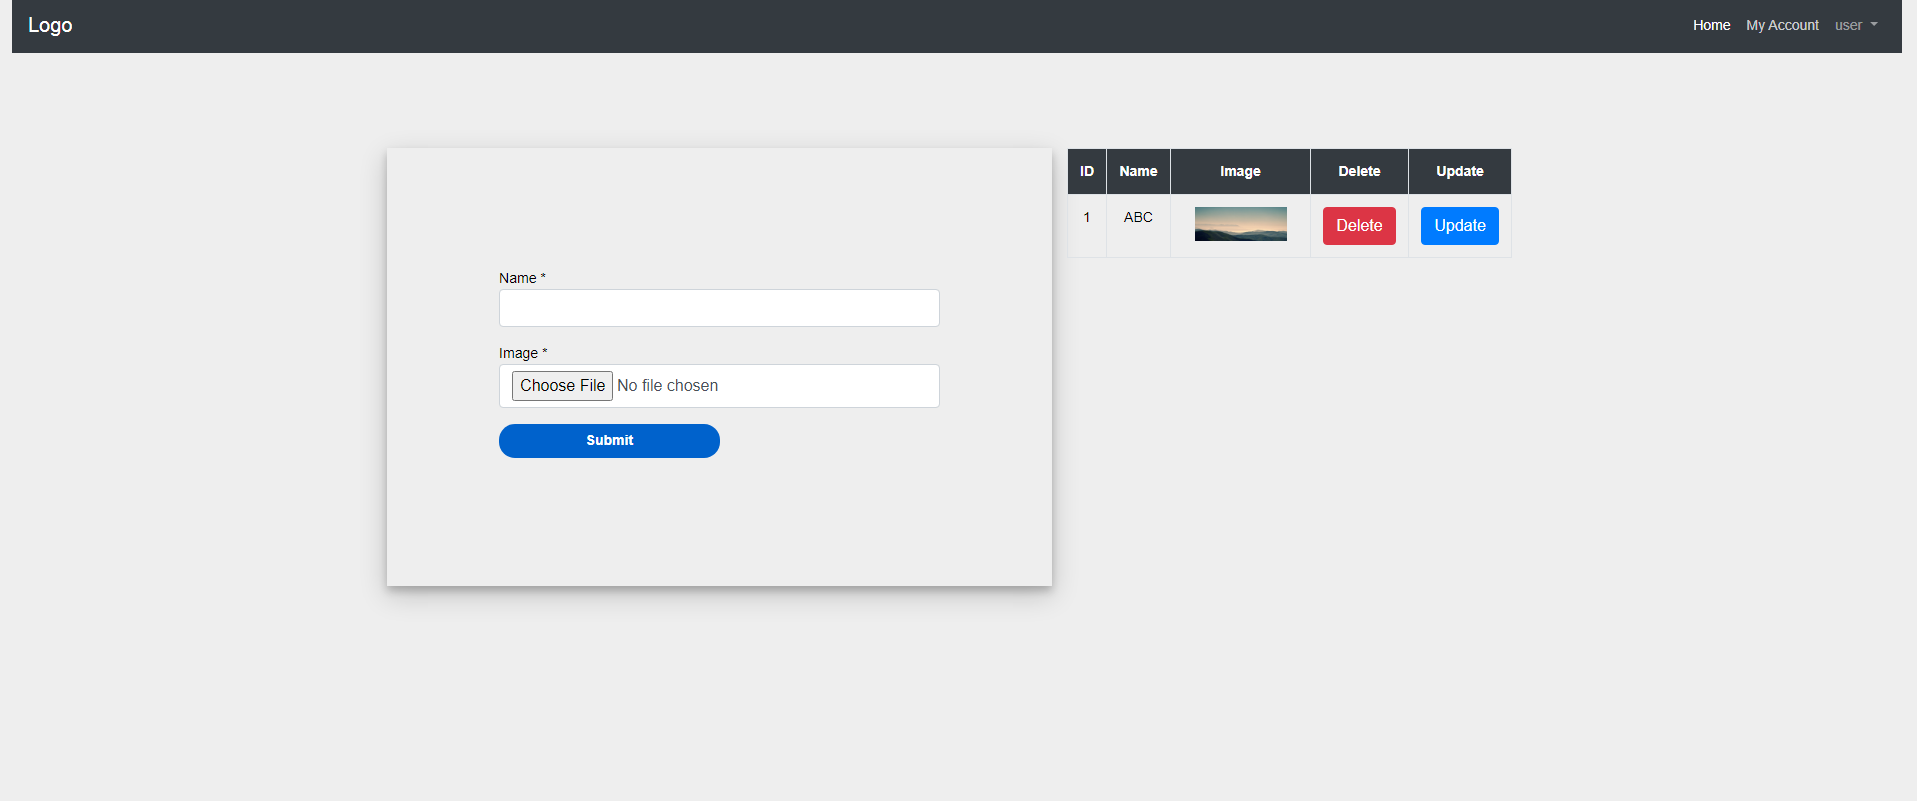 Logo
Home My Account user
Name *
Image *
Choose File No file chosen
Submit
ID Name Image Delete Update
1 ABC Delete Update